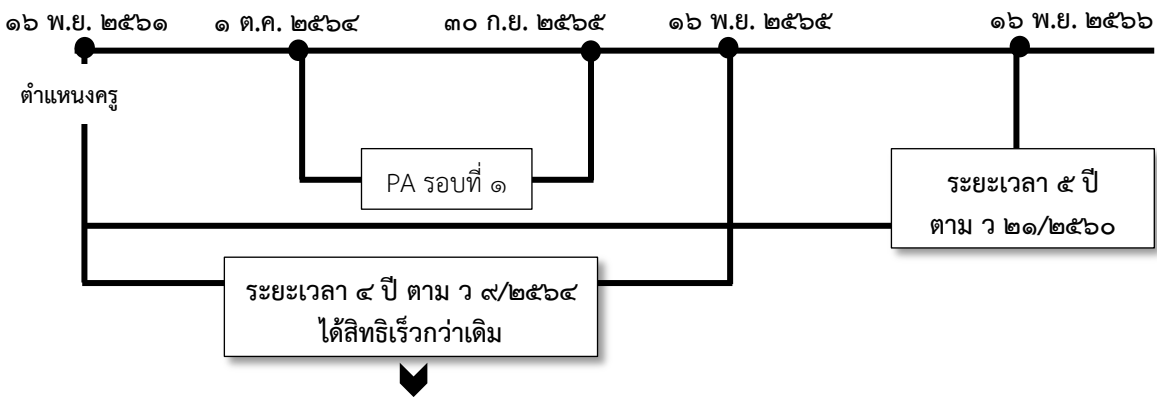 ๑๖ พ.ย. ๒๕๖๑ ๑ ต.ค. ๒๕๖๔ ๓๐ ก.ย. ๒๕๖๕ ๑๖ พ.ย. ๒๕๖๕ ๑๖ พ.ย. ๒๕๖๖
ตำแหนงครู
PA รอบที่ ๑
ระยะเวลา ๕ ปี
ตาม ว ๒๑/๒๕๖๐
ระยะเวลา ๔ ปี ตาม ว ๙/๒๕๖๔
ได้สิทธิเร็วกว่าเดิม